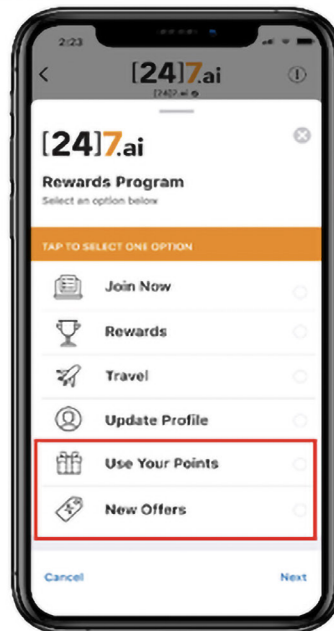 2:23
[24]7.ai
[24]7.ai
[24]7.ai
Rewards Program
Select an option below
TAP TO SELECT ONE OPTION
Join Now
Rewards
Travel
Update Profile
Use Your Points
New Offers
Cancel
Next